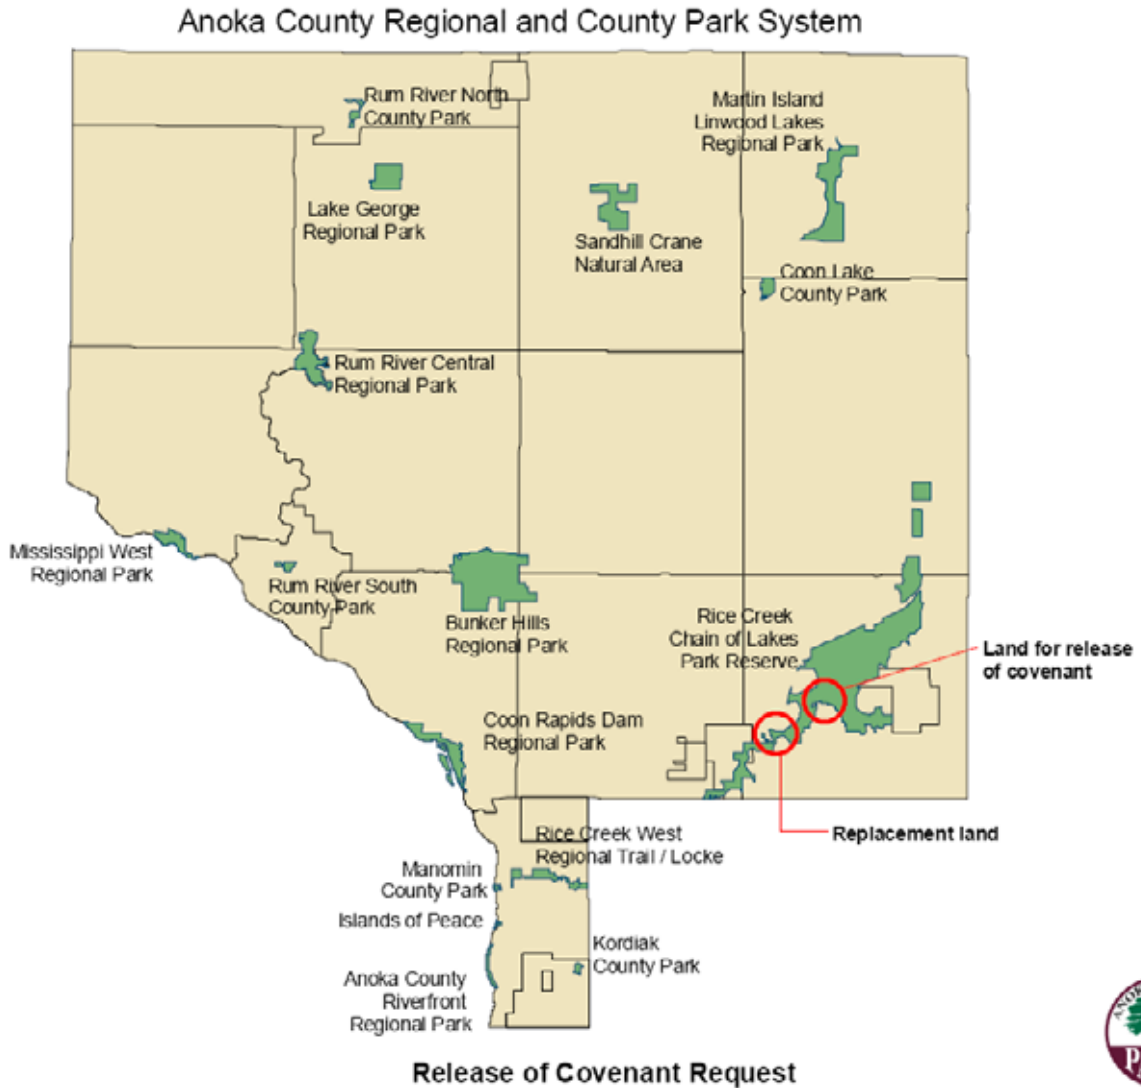 Anoka County Regional and County Park System
Rum River North
County Park
Martin Island
Linwood Lakes
Regional Park
Lake George
Regional Park
Sandhill Crane
Natural Area
Coon Lake
County Park
Rum River Central
Regional Park
Mississippi West
Regional Park
Rum River South
County Park
Bunker Hills
Regional Park
Rice Creek
Chain of Lakes
Park Reserve
Land for release
of covenant
Coon Rapids Dam
Regional Park
Replacement land
Rice Creek West
Regional Trail / Locke
Manomin
County Park
Islands of Peace
Kordiak
County Park
Anoka County
Riverfront
Regional Park
Release of Covenant Request